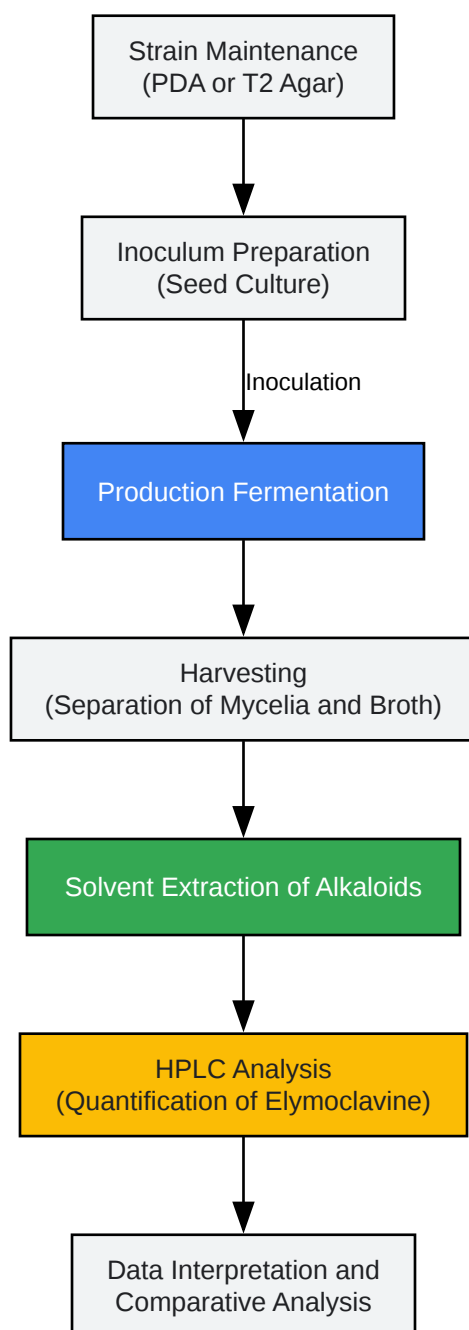 Strain Maintenance
(PDA or T2 Agar)
Inoculum Preparation
(Seed Culture)
Inoculation
Production Fermentation
Harvesting
(Separation of Mycelia and Broth)
Solvent Extraction of Alkaloids
HPLC Analysis
(Quantification of Elymoclavine)
Data Interpretation and
Comparative Analysis